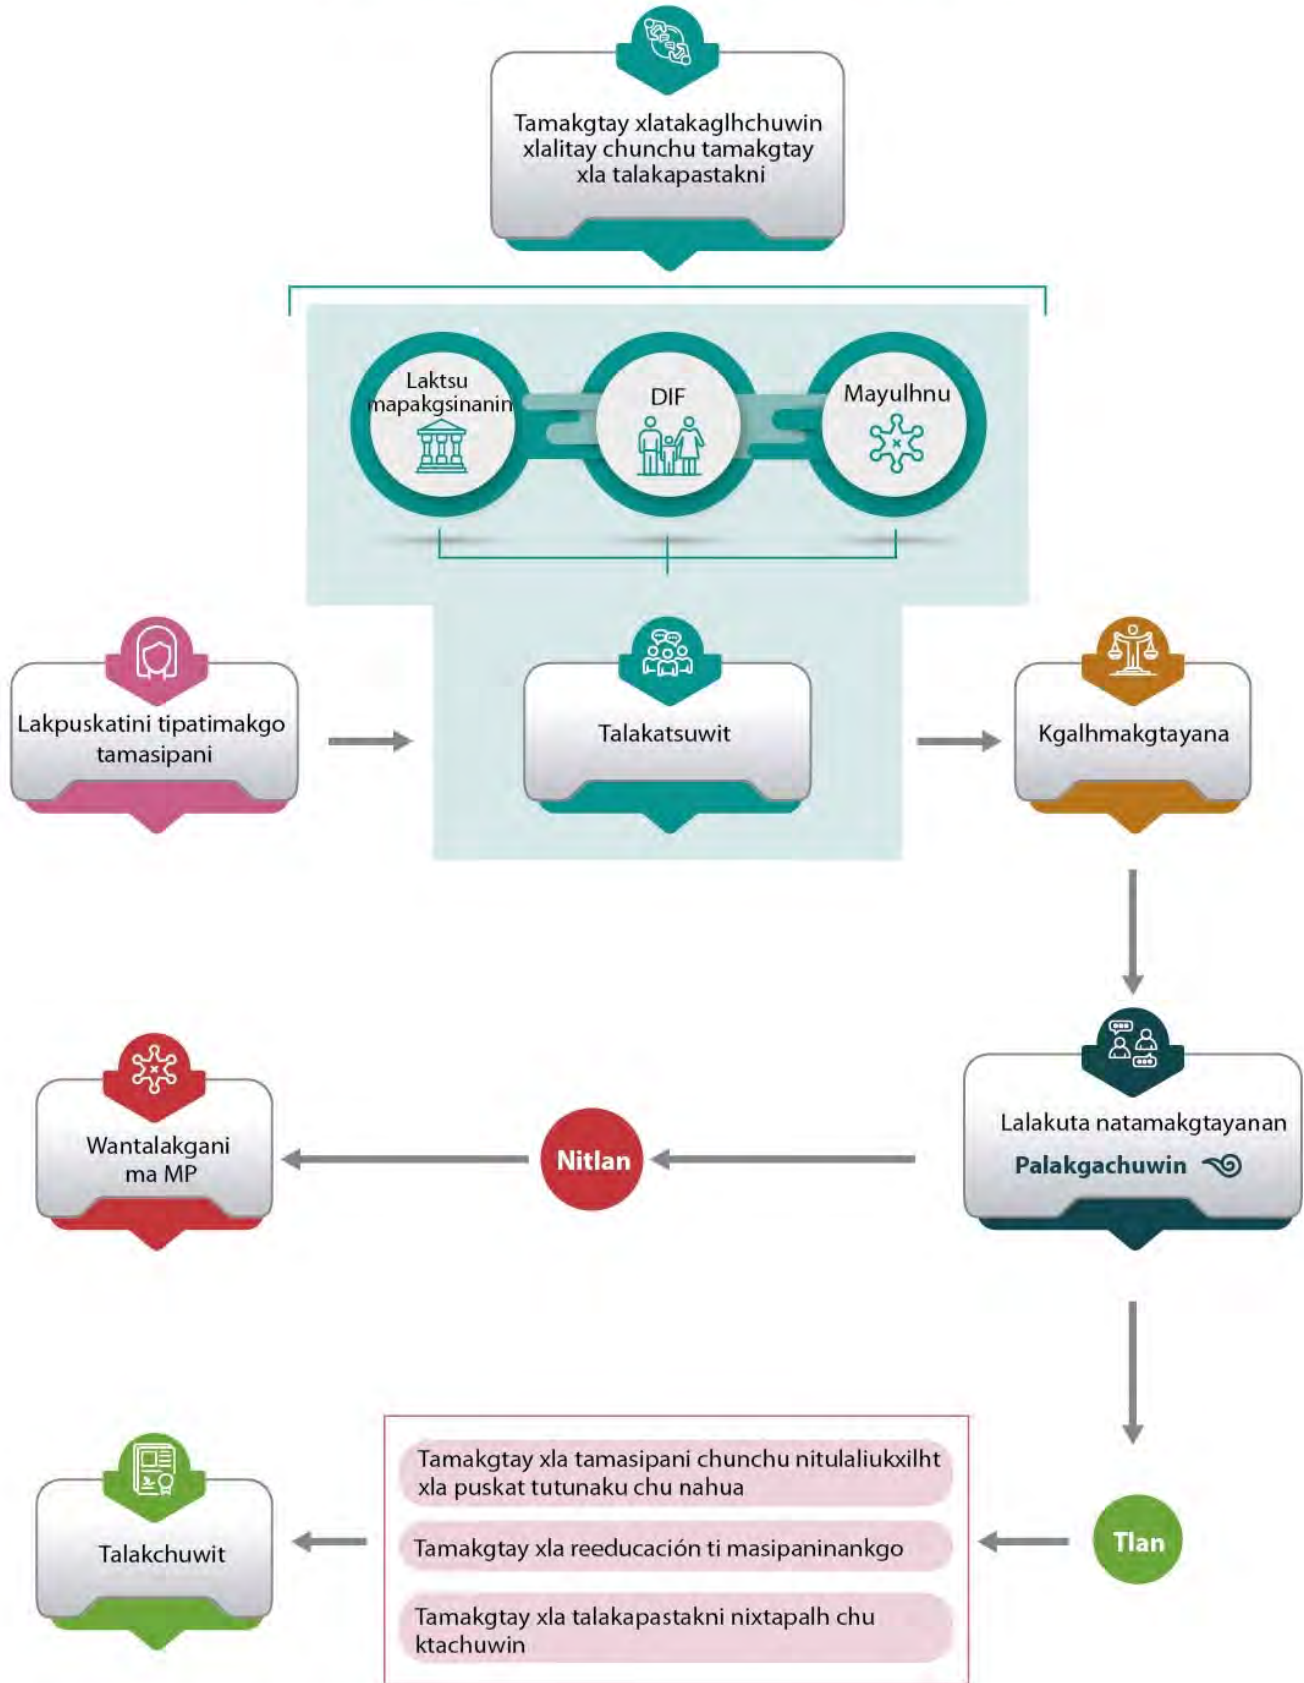 Tamakgtay xlatakaglhchuwin
xlalitay chunchu tamakgtay
xla talakapastakni
Laktsu
mapakgsinanin
DIF
Mayulhnu
Lakpuskatini tipatimakgo
tamasipani
Talakatsuwit
Kgalhmakgtayana
Lalakuta natamakgtayanan
Palakgachuwin
Nitlan
Wantalakgani
ma MP
Tlan
Tamakgtay xla tamasipani chunchu nitulaliukxilht
xla puskat tutunaku chu nahua
Tamakgtay xla reeducación ti masipaninankgo
Tamakgtay xla talakapastakni nixtapalh chu
ktachuwin
Talakchuwit